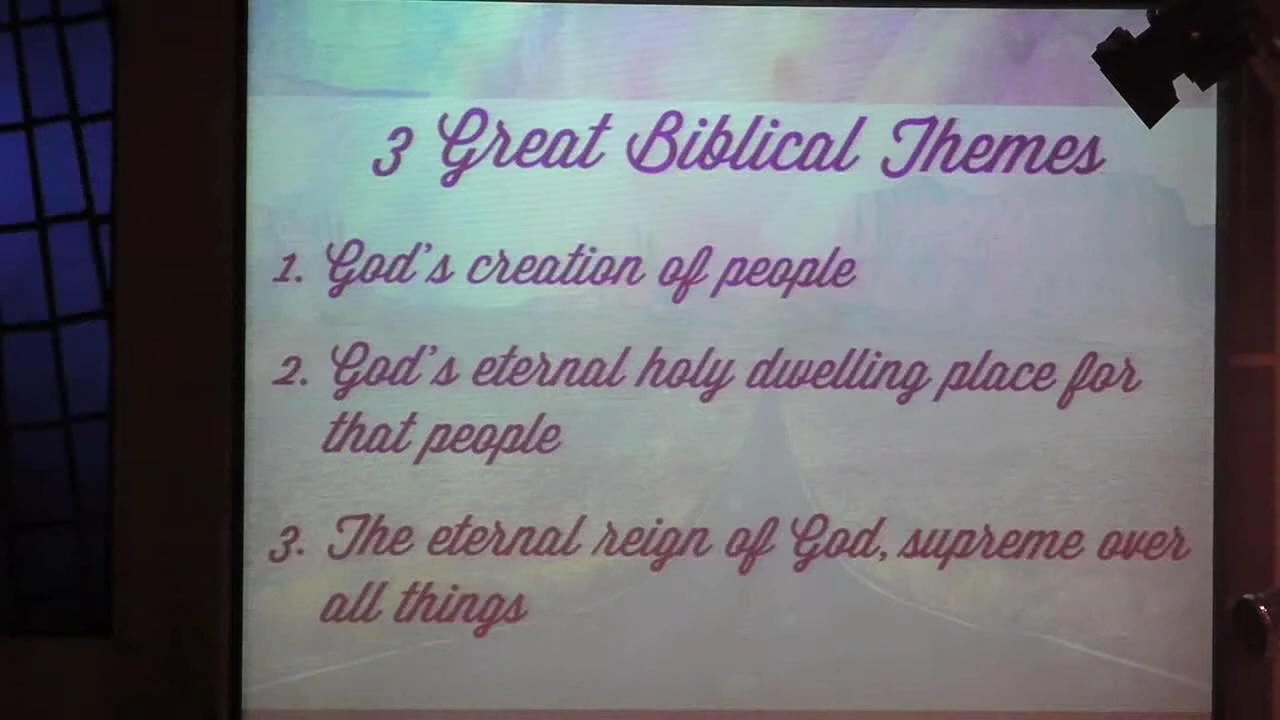 3 Great Biblical Themes
1. God's creation of people
2. God's eternal holy dwelling place for
that people
3. The eternal reign of God, supreme over
all things